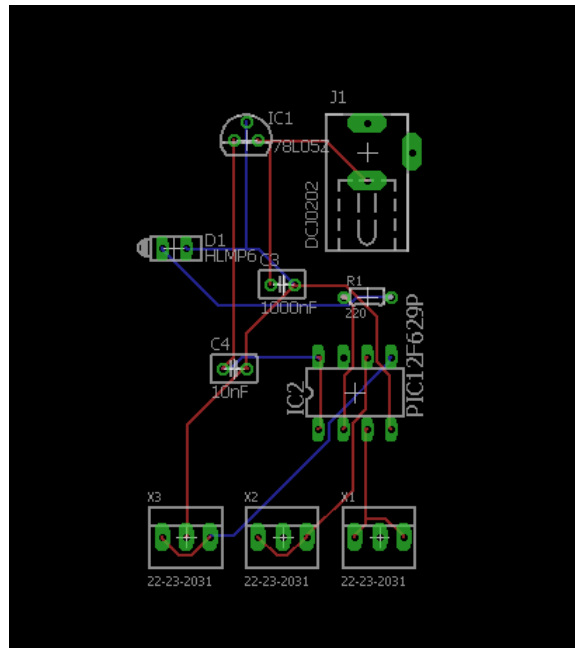 J1
IC1
78L05Z
DCJ0202
D1
HLMP6
C3
1000nF
R1
220
PIC12F629P
C4
10nF
IC2
X3
X2
X1
22-23-2031
22-23-2031
22-23-2031